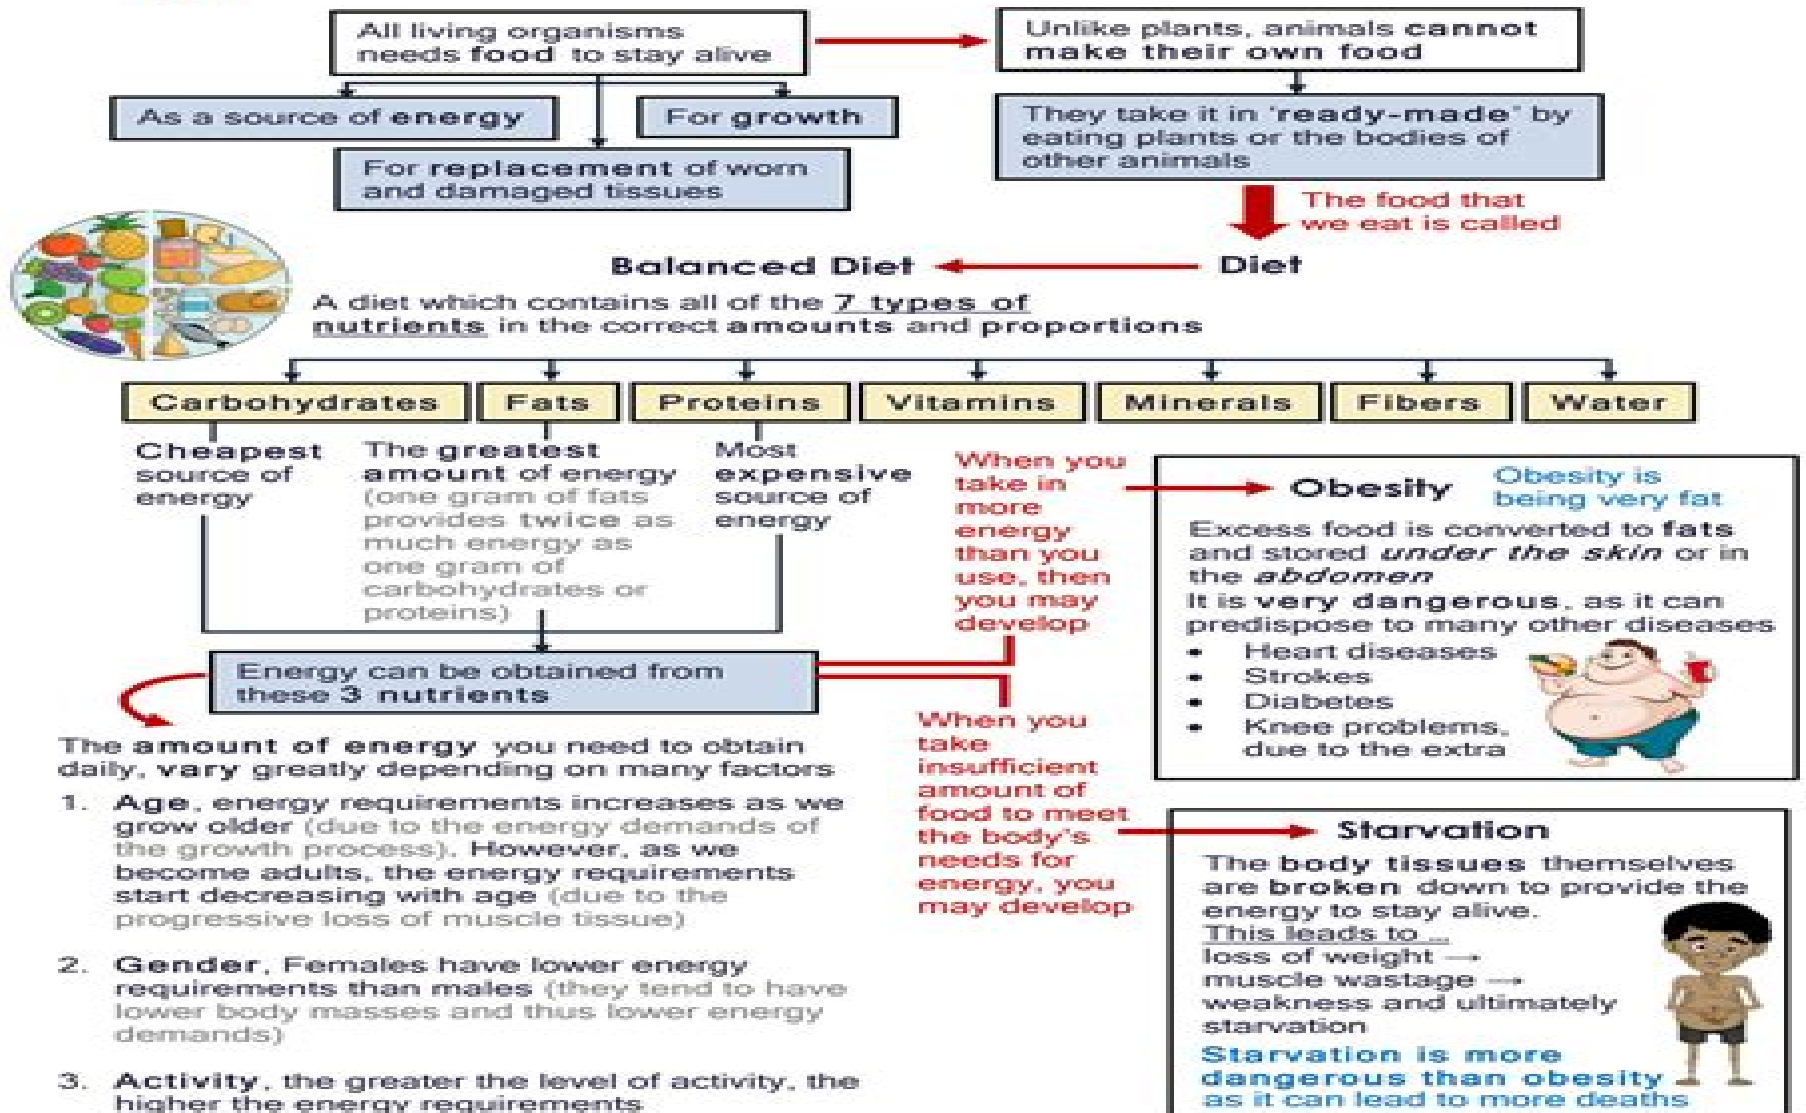 All living organisms
needs food to stay alive
Unlike plants, animals cannot
make their own food
As a source of energy
For growth
For replacement of worn
and damaged tissues
They take it in 'ready-made' by
eating plants or the bodies of
other animals
The food that
we eat is called
Diet
Balanced Diet
A diet which contains all of the 7 types of
nutrients in the correct amounts and proportions
Carbohydrates
Fats
Proteins
Vitamins
Minerals
Fibers
Water
Cheapest
source of
energy
The greatest
amount of energy
(one gram of fats
provides twice as
much energy as
one gram of
carbohydrates or
proteins)
Most
expensive
source of
energy
Energy can be obtained from
these 3 nutrients
When you
take in
more
energy
than you
use, then
you may
develop
Obesity
Obesity is
being very fat
Excess food is converted to fats
and stored under the skin or in
the abdomen
It is very dangerous, as it can
predispose to many other diseases
• Heart diseases
• Strokes
• Diabetes
• Knee problems,
due to the extra
The amount of energy you need to obtain
daily, vary greatly depending on many factors
1. Age, energy requirements increases as we
grow older (due to the energy demands of
the growth process). However, as we
become adults, the energy requirements
start decreasing with age (due to the
progressive loss of muscle tissue)
2. Gender, Females have lower energy
requirements than males (they tend to have
lower body masses and thus lower energy
demands)
3. Activity, the greater the level of activity, the
higher the energy requirements
When you
take
insufficient
amount of
food to meet
the body's
needs for
energy, you
may develop
Starvation
The body tissues themselves
are broken down to provide the
energy to stay alive.
This leads to ...
loss of weight →
muscle wastage →
weakness and ultimately
starvation
Starvation is more
dangerous than obesity
as it can lead to more deaths